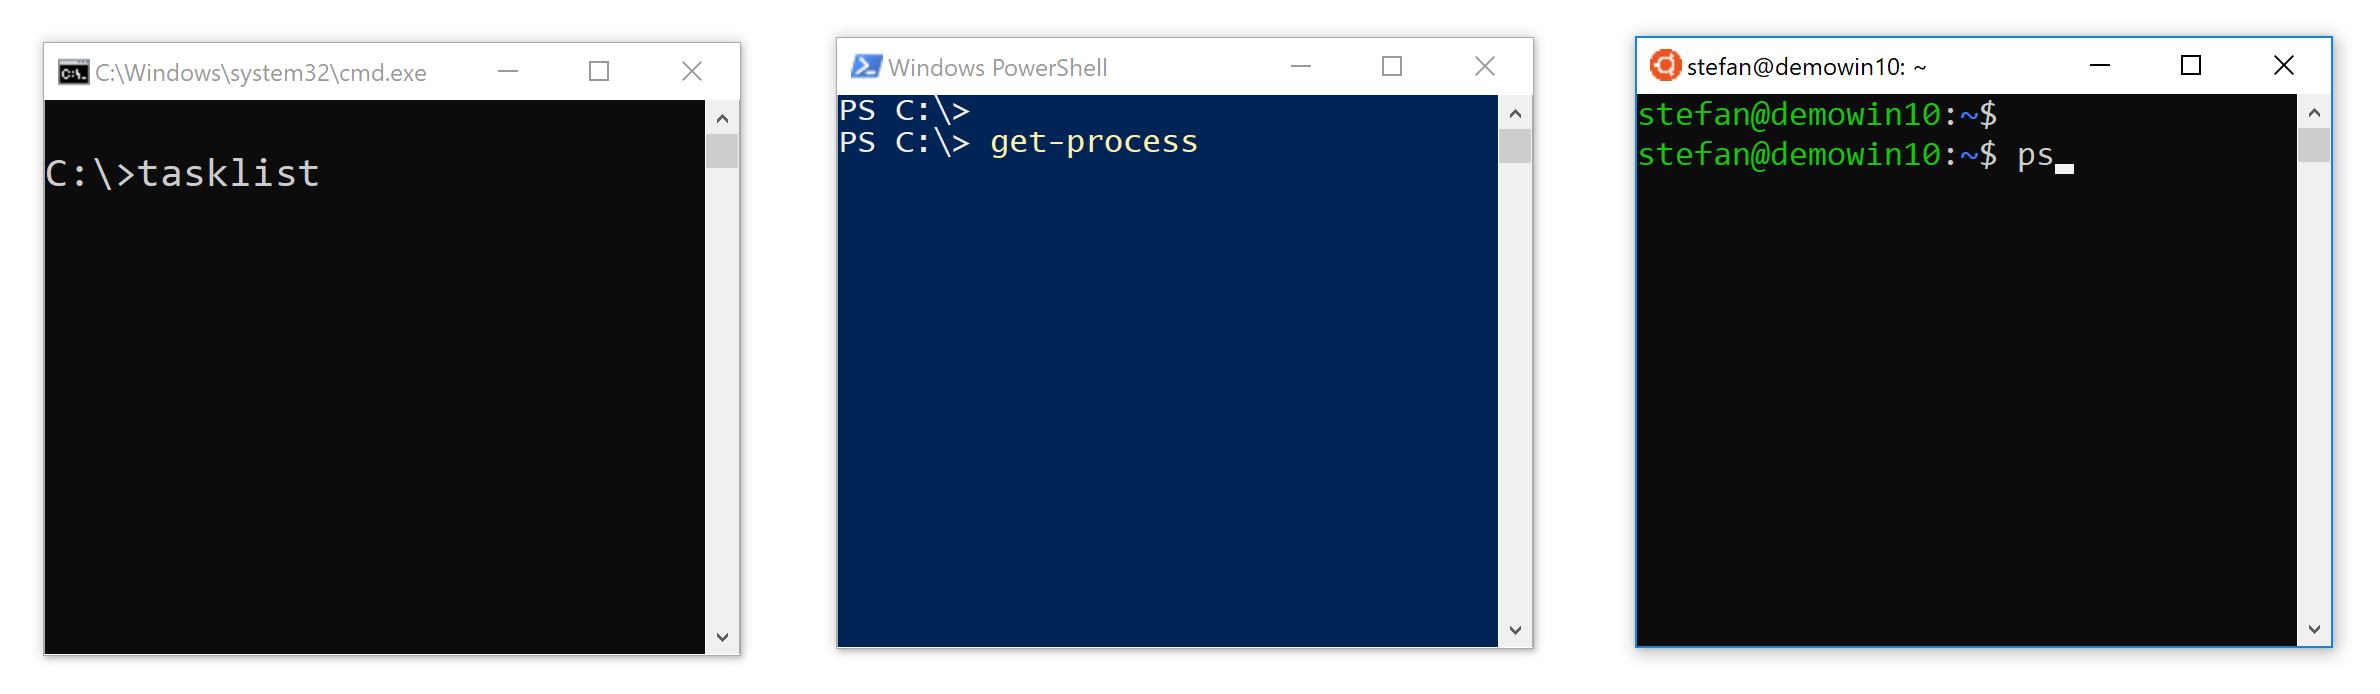 C:\Windows\system32\cmd.exe
C:\>tasklist
Windows PowerShell
PS C:\>
PS C:\> get-process
stefan@demowin10: ~
stefan@demowin10:~$
stefan@demowin10:~$ ps